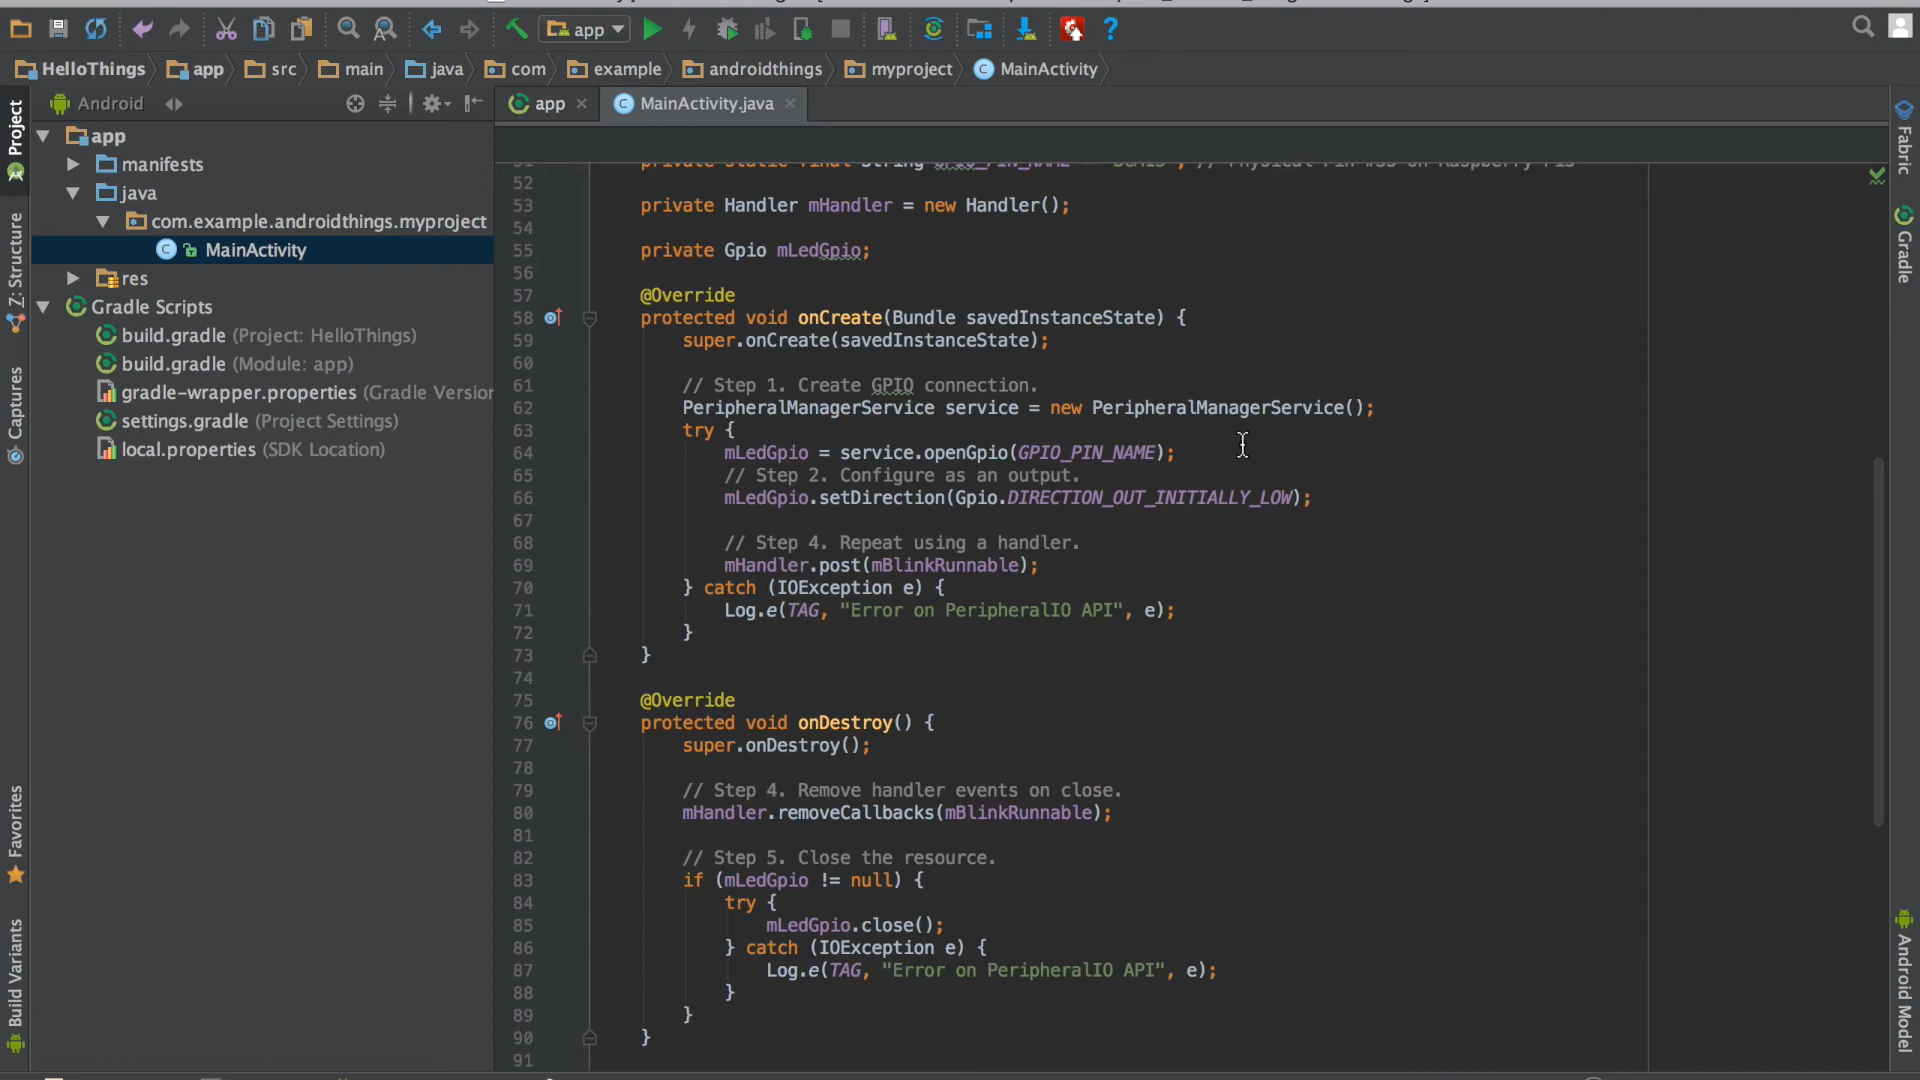 app
HelloThings app src main java com example androidthings myproject MainActivity
Android
app MainActivity.java
Project
Z: Structure
Captures
Favorites
Build Variants
app
manifests
java
com.example.androidthings.myproject
MainActivity
res
Gradle Scripts
build.gradle (Project: HelloThings)
build.gradle (Module: app)
gradle-wrapper.properties (Gradle Version
settings.gradle (Project Settings)
local.properties (SDK Location)
52
53 private Handler mHandler = new Handler();
54
55 private Gpio mLedGpio;
56
57 @Override
58 protected void onCreate(Bundle savedInstanceState) {
59 super.onCreate(savedInstanceState);
60
61 // Step 1. Create GPIO connection.
62 PeripheralManagerService service = new PeripheralManagerService();
63 try {
64 mLedGpio = service.openGpio(GPIO_PIN_NAME);
65 // Step 2. Configure as an output.
66 mLedGpio.setDirection(Gpio.DIRECTION_OUT_INITIALLY_LOW);
67
68 // Step 4. Repeat using a handler.
69 mHandler.post(mBlinkRunnable);
70 } catch (IOException e) {
71 Log.e(TAG, "Error on PeripheralIO API", e);
72 }
73 }
74
75 @Override
76 protected void onDestroy() {
77 super.onDestroy();
78
79 // Step 4. Remove handler events on close.
80 mHandler.removeCallbacks(mBlinkRunnable);
81
82 // Step 5. Close the resource.
83 if (mLedGpio != null) {
84 try {
85 mLedGpio.close();
86 } catch (IOException e) {
87 Log.e(TAG, "Error on PeripheralIO API", e);
88 }
89 }
90 }
91
Fabric
Gradle
Android Model